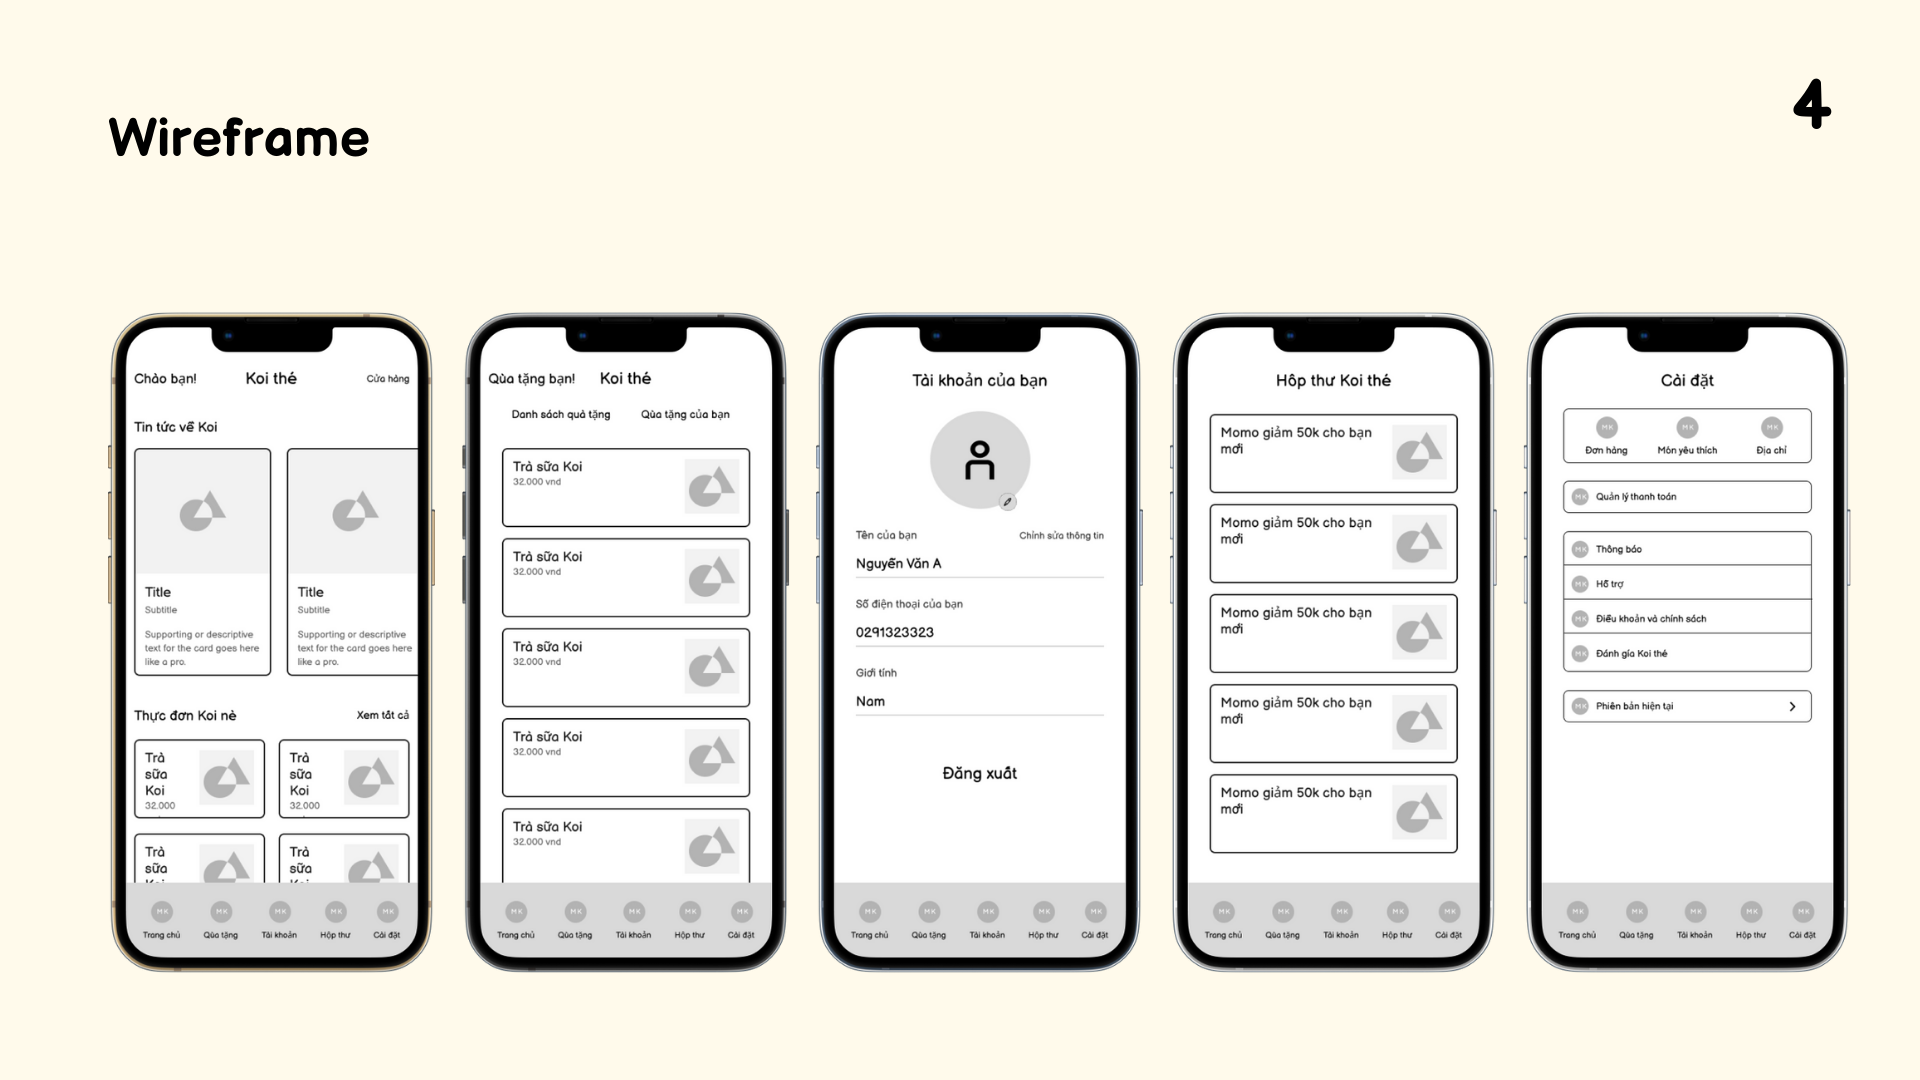 Wireframe
4
Chào bạn!
Koi thé
Cửa hàng
Tin tức về Koi
Title
Subtitle
Supporting or descriptive
text for the card goes here
like a pro.
Title
Subtitle
Supporting or descriptive
text for the card goes here
like a pro.
Thực đơn Koi nè
Xem tất cả
Trà
sữa
Koi
32.000
Trà
sữa
Koi
32.000
Trà
sữa
Trà
sữa
MK
MK
MK
MK
MK
Trang chủ
Qùa tặng
Tài khoản
Hộp thư
Cài đặt
Qùa tặng bạn!
Koi thé
Danh sách quà tặng
Qùa tặng của bạn
Trà sữa Koi
32.000 vnd
Trà sữa Koi
32.000 vnd
Trà sữa Koi
32.000 vnd
Trà sữa Koi
32.000 vnd
Trà sữa Koi
32.000 vnd
MK
MK
MK
MK
MK
Trang chủ
Qùa tặng
Tài khoản
Hộp thư
Cài đặt
Tài khoản của bạn
Tên của bạn
Chỉnh sửa thông tin
Nguyễn Văn A
Số điện thoại của bạn
0291323323
Giới tính
Nam
Đăng xuất
MK
MK
MK
MK
MK
Trang chủ
Qùa tặng
Tài khoản
Hộp thư
Cài đặt
Hôp thư Koi thé
Momo giảm 50k cho bạn
mới
Momo giảm 50k cho bạn
mới
Momo giảm 50k cho bạn
mới
Momo giảm 50k cho bạn
mới
Momo giảm 50k cho bạn
mới
MK
MK
MK
MK
MK
Trang chủ
Qùa tặng
Tài khoản
Hộp thư
Cài đặt
Cài đặt
MK
MK
MK
Đơn hàng
Món yêu thích
Địa chỉ
MK Quản lý thanh toán
MK Thông báo
MK Hỗ trợ
MK Điều khoản và chính sách
MK Đánh gía Koi thé
MK Phiên bản hiện tại
MK
MK
MK
MK
MK
Trang chủ
Qùa tặng
Tài khoản
Hộp thư
Cài đặt